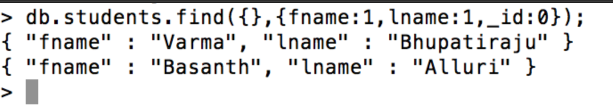 > db.students.find({},{fname:1,lname:1,_id:0});
{ "fname" : "Varma", "lname" : "Bhupatiraju" }
{ "fname" : "Basanth", "lname" : "Alluri" }
>